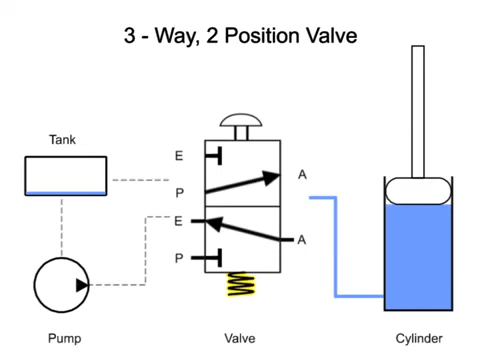 3 - Way, 2 Position Valve
Tank
E
P
A
E
A
P
Pump
Valve
Cylinder